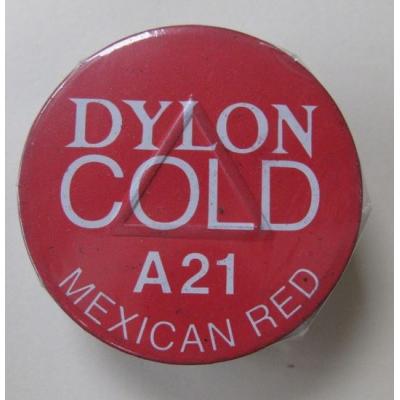 DYLON
COLD
A21
MEXICAN RED